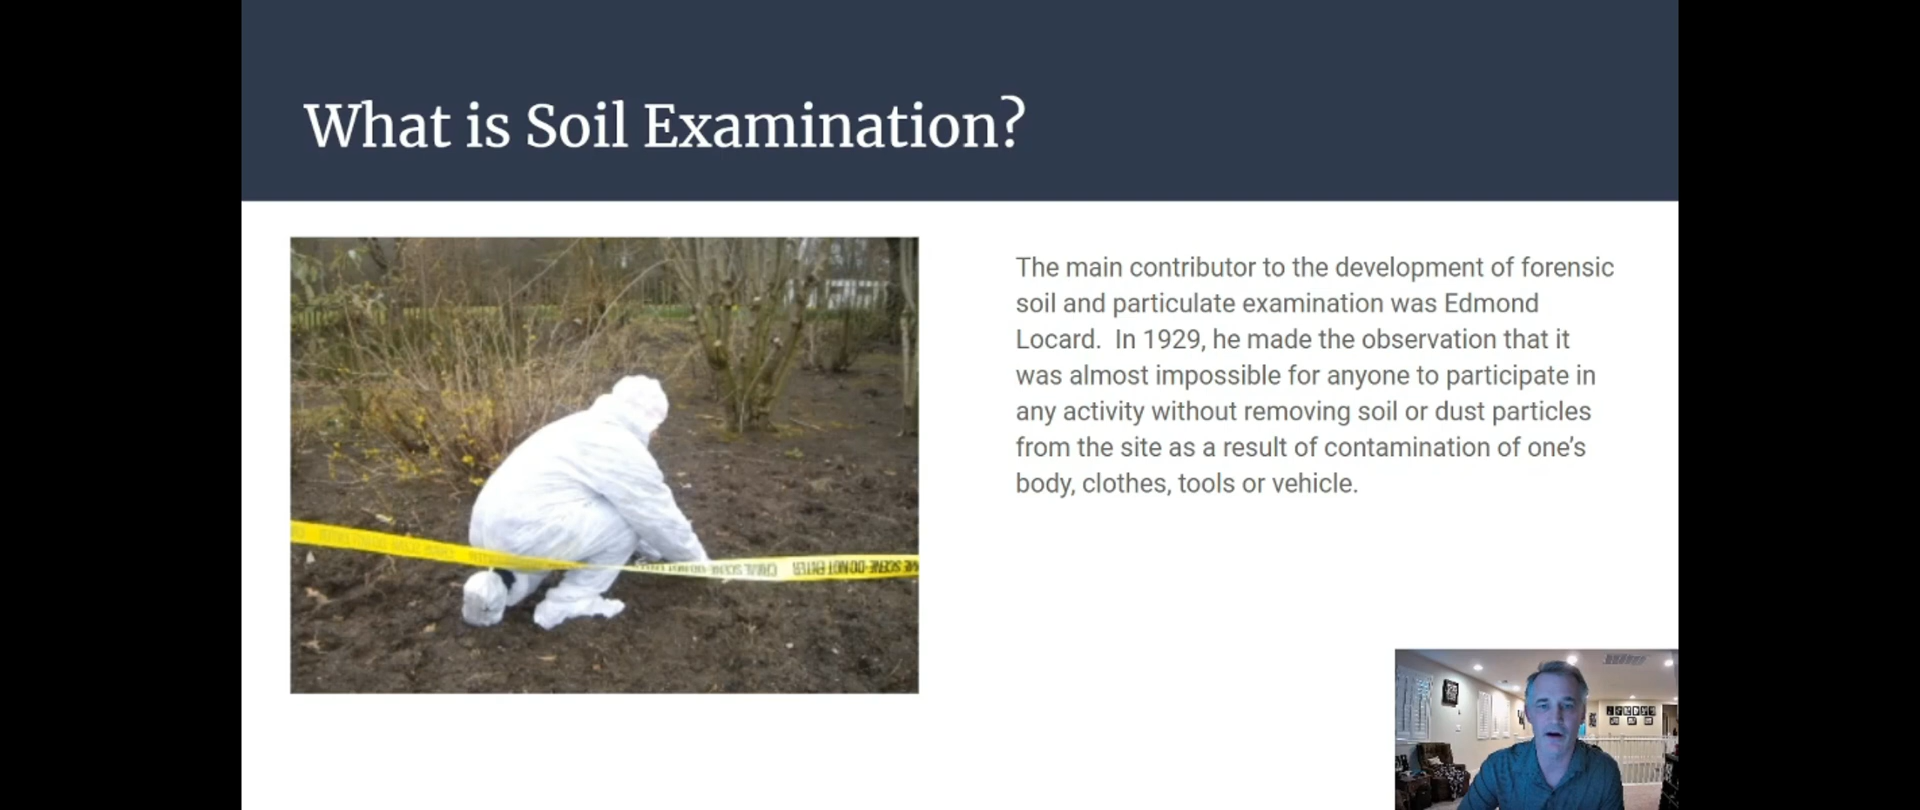 What is Soil Examination?
The main contributor to the development of forensic
soil and particulate examination was Edmond
Locard.  In 1929, he made the observation that it
was almost impossible for anyone to participate in
any activity without removing soil or dust particles
from the site as a result of contamination of one's
body, clothes, tools or vehicle.
CRIME SCENE DO NOT ENTER